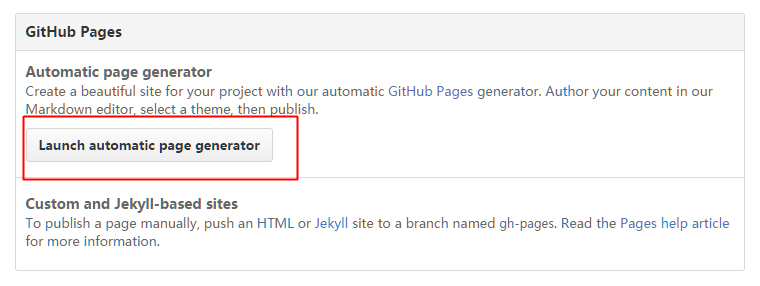 GitHub Pages
Automatic page generator
Create a beautiful site for your project with our automatic GitHub Pages generator. Author your content in our
Markdown editor, select a theme, then publish.
Launch automatic page generator
Custom and Jekyll-based sites
To publish a page manually, push an HTML or Jekyll site to a branch named gh-pages. Read the Pages help article
for more information.